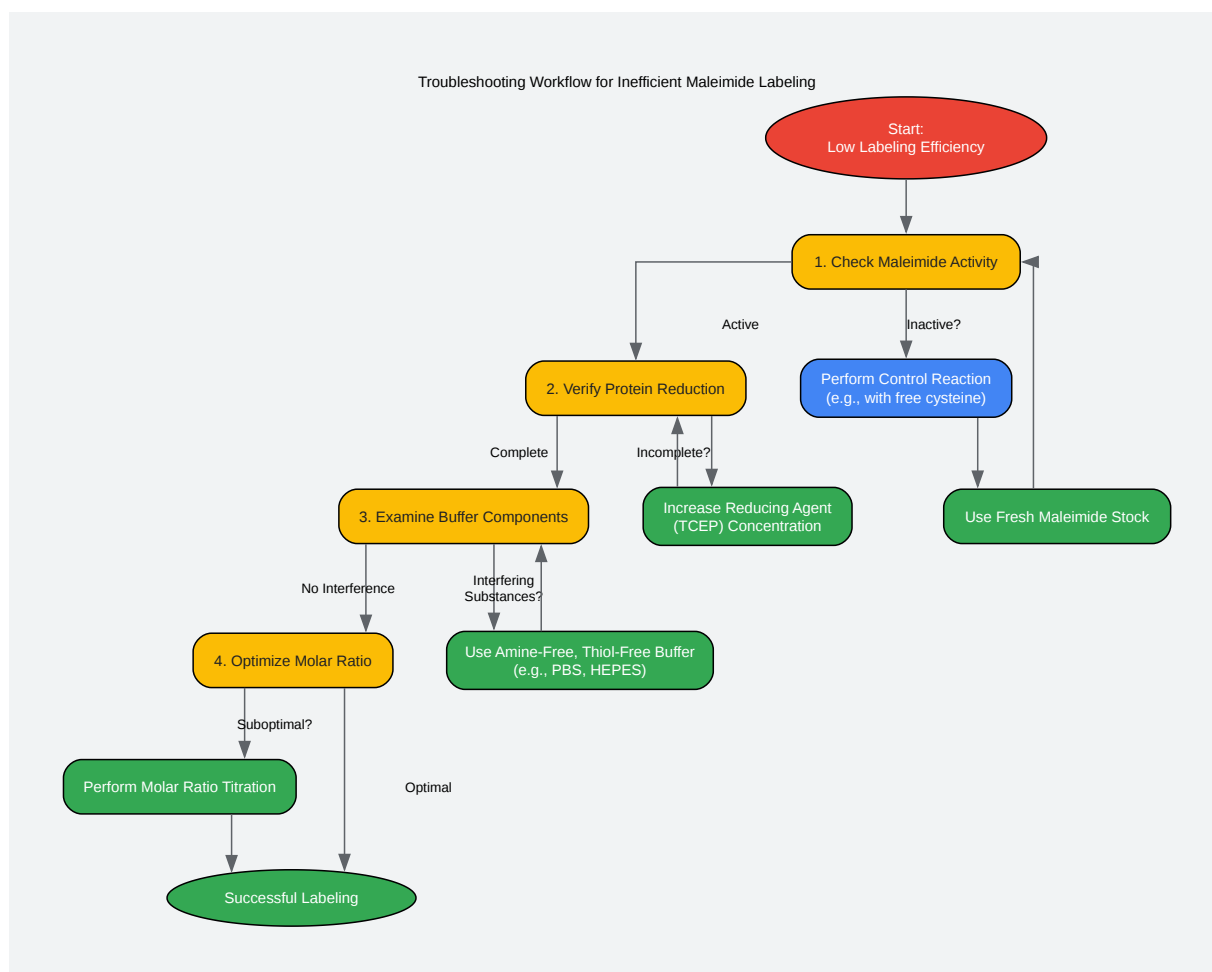 Troubleshooting Workflow for Inefficient Maleimide Labeling
Start:
Low Labeling Efficiency
1. Check Maleimide Activity
Active
Inactive?
2. Verify Protein Reduction
Perform Control Reaction
(e.g., with free cysteine)
Complete
Incomplete?
3. Examine Buffer Components
Increase Reducing Agent
(TCEP) Concentration
Use Fresh Maleimide Stock
No Interference
Interfering
Substances?
4. Optimize Molar Ratio
Use Amine-Free, Thiol-Free Buffer
(e.g., PBS, HEPES)
Suboptimal?
Perform Molar Ratio Titration
Optimal
Successful Labeling